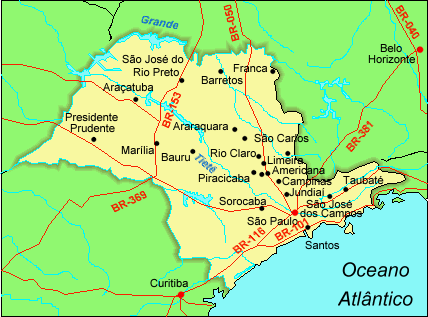 Grande
BR-050
BR-040
Belo
Horizonte
São José do
Rio Preto
Franca
Barretos
Araçatuba
BR-153
Presidente
Prudente
Araraquara
São Carlos
BR-381
Marília
Bauru
Tietê
Rio Claro
Limeira
Americana
Piracicaba
Campinas
Taubaté
Jundiaí
BR-369
Sorocaba
São José
dos Campos
São Paulo
BR-116
BR-101
Santos
Curitiba
Oceano
Atlântico